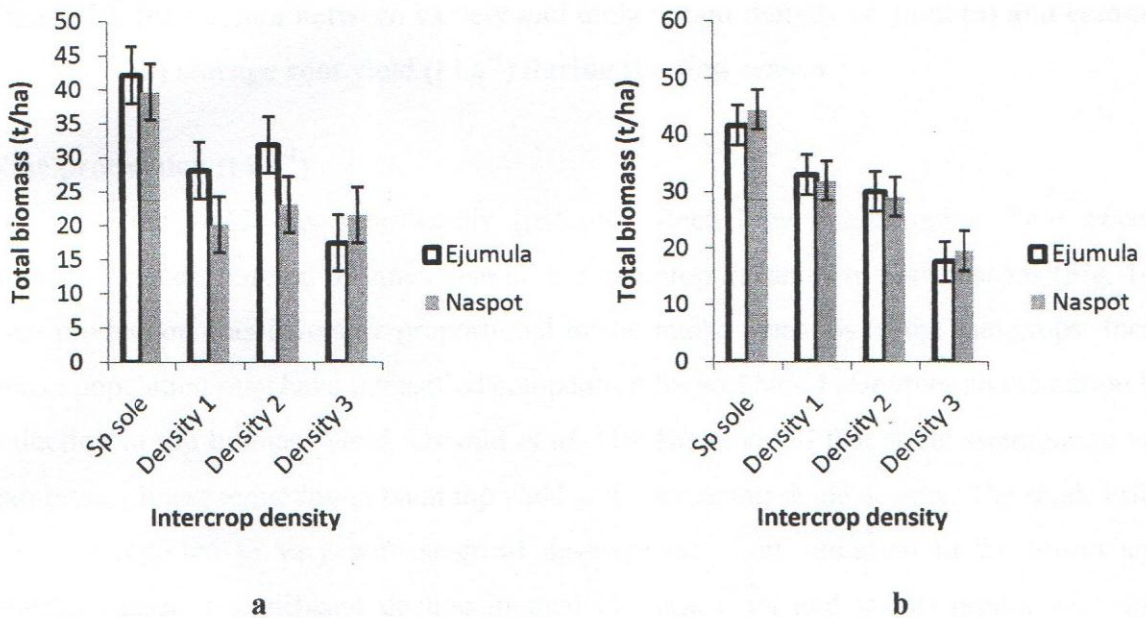 Total biomass (t/ha)
50
45
40
35
30
25
20
15
10
5
0
Sp sole
Density 1
Density 2
Density 3
Intercrop density
Ejumula
Naspot
a
Total biomass (t/ha)
60
50
40
30
20
10
0
Sp sole
Density 1
Density 2
Density 3
Intercrop density
Ejumula
Naspot
b